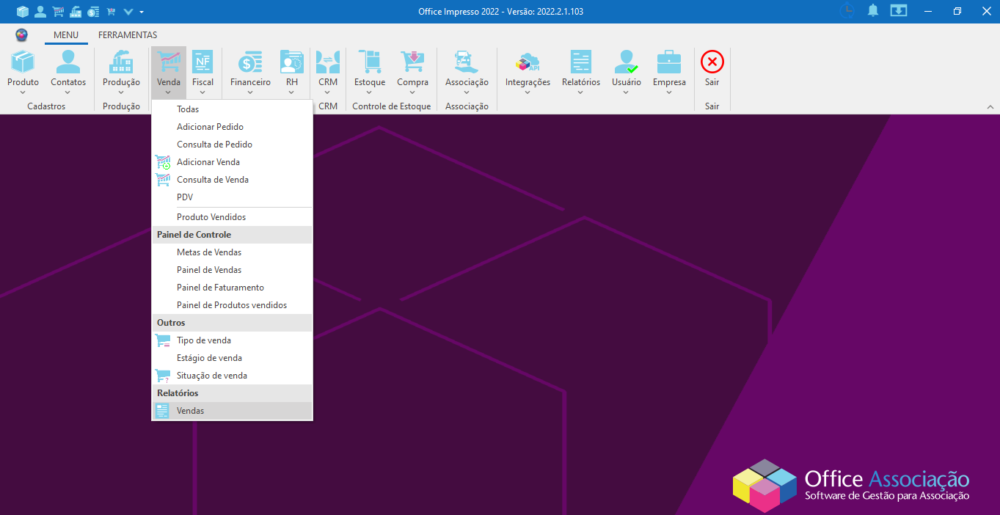 Office Impresso 2022 - Versão: 2022.2.1.103
MENU FERRAMENTAS
NF
API
Produto Contatos Produção Venda Fiscal Financeiro RH CRM Estoque Compra Associação Integrações Relatórios Usuário Empresa Sair
Cadastros Produção CRM Controle de Estoque Associação Sair
Todas
Adicionar Pedido
Consulta de Pedido
Adicionar Venda
Consulta de Venda
PDV
Produto Vendidos
Painel de Controle
Metas de Vendas
Painel de Vendas
Painel de Faturamento
Painel de Produtos vendidos
Outros
Tipo de venda
Estágio de venda
Situação de venda
Relatórios
Vendas
Office Associação
Software de Gestão para Associação